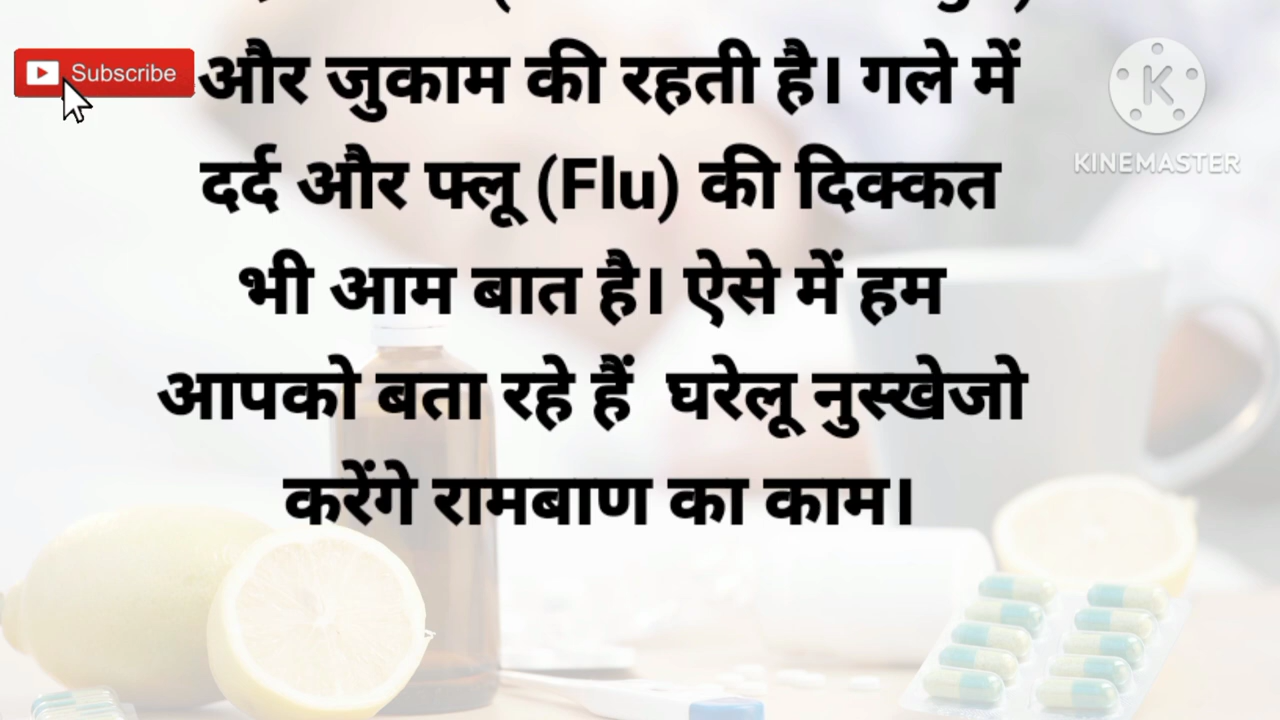 Subscribe
और जुकाम की रहती है। गले में
दर्द और फ्लू (Flu) की दिक्कत
भी आम बात है। ऐसे में हम
आपको बता रहे हैं घरेलू नुस्खेजो
करेंगे रामबाण का काम।
K
KINEMASTER